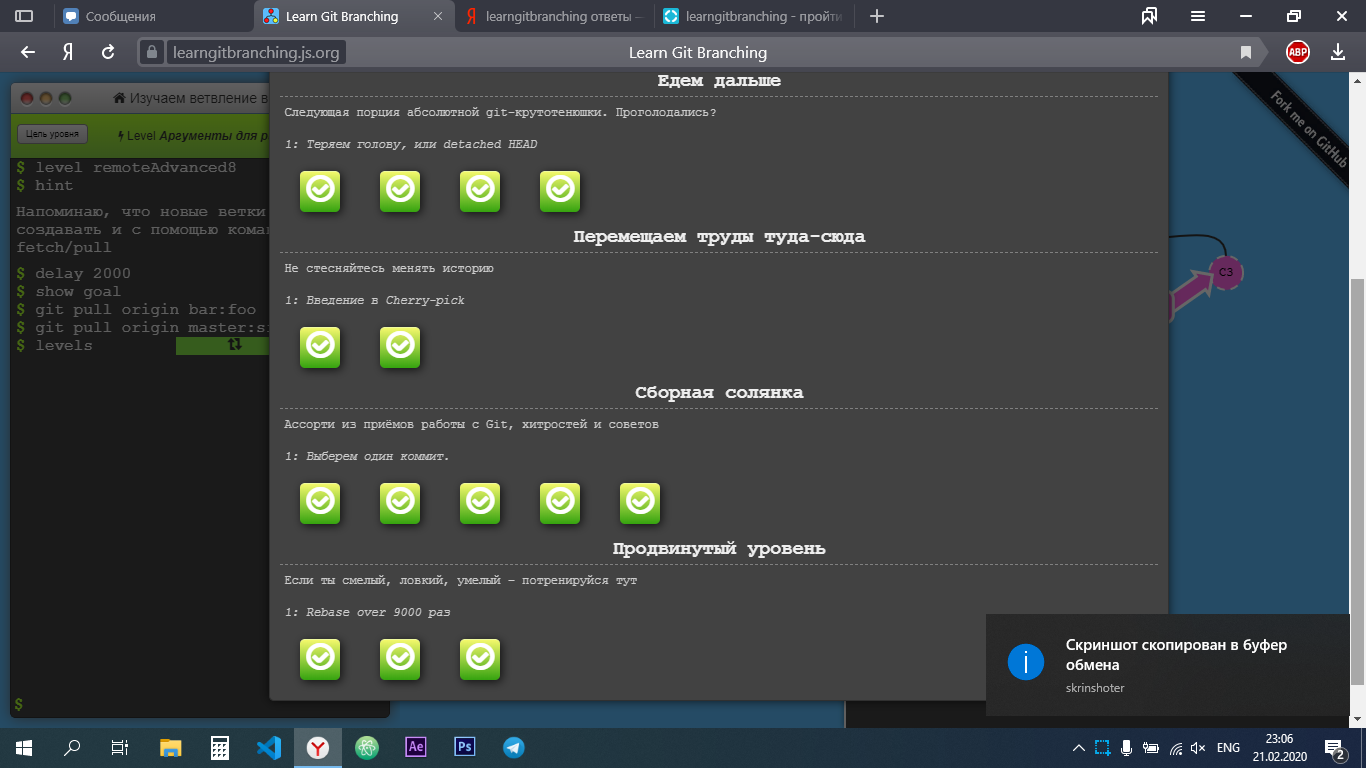 Сообщения
Learn Git Branching
learngitbranching ответы —
learngitbranching - пройти
learngitbranching.js.org
Learn Git Branching
ABP
Изучаем ветвление в
Цель уровня
Level Аргументы для
$ level remoteAdvanced8
$ hint
Напоминаю, что новые ветки
создавать и с помощью
fetch/pull
$ delay 2000
$ show goal
$ git pull origin bar:foo
$ git pull origin master:
$ levels
$
Едем дальше
Следующая порция абсолютной git-крутотенюшки. Проголодались?
1: Теряем голову, или detached HEAD
Перемещаем труды туда-сюда
Не стесняйтесь менять историю
1: Введение в Cherry-pick
Сборная солянка
Ассорти из приёмов работы с Git, хитростей и советов
1: Выберем один коммит.
Продвинутый уровень
Если ты смелый, ловкий, умелый – потренируйся тут
1: Rebase over 9000 раз
Fork me on GitHub
C3
Скриншот скопирован в буфер
обмена
skrinshoter
Ae
Ps
ENG
23:06
21.02.2020
2